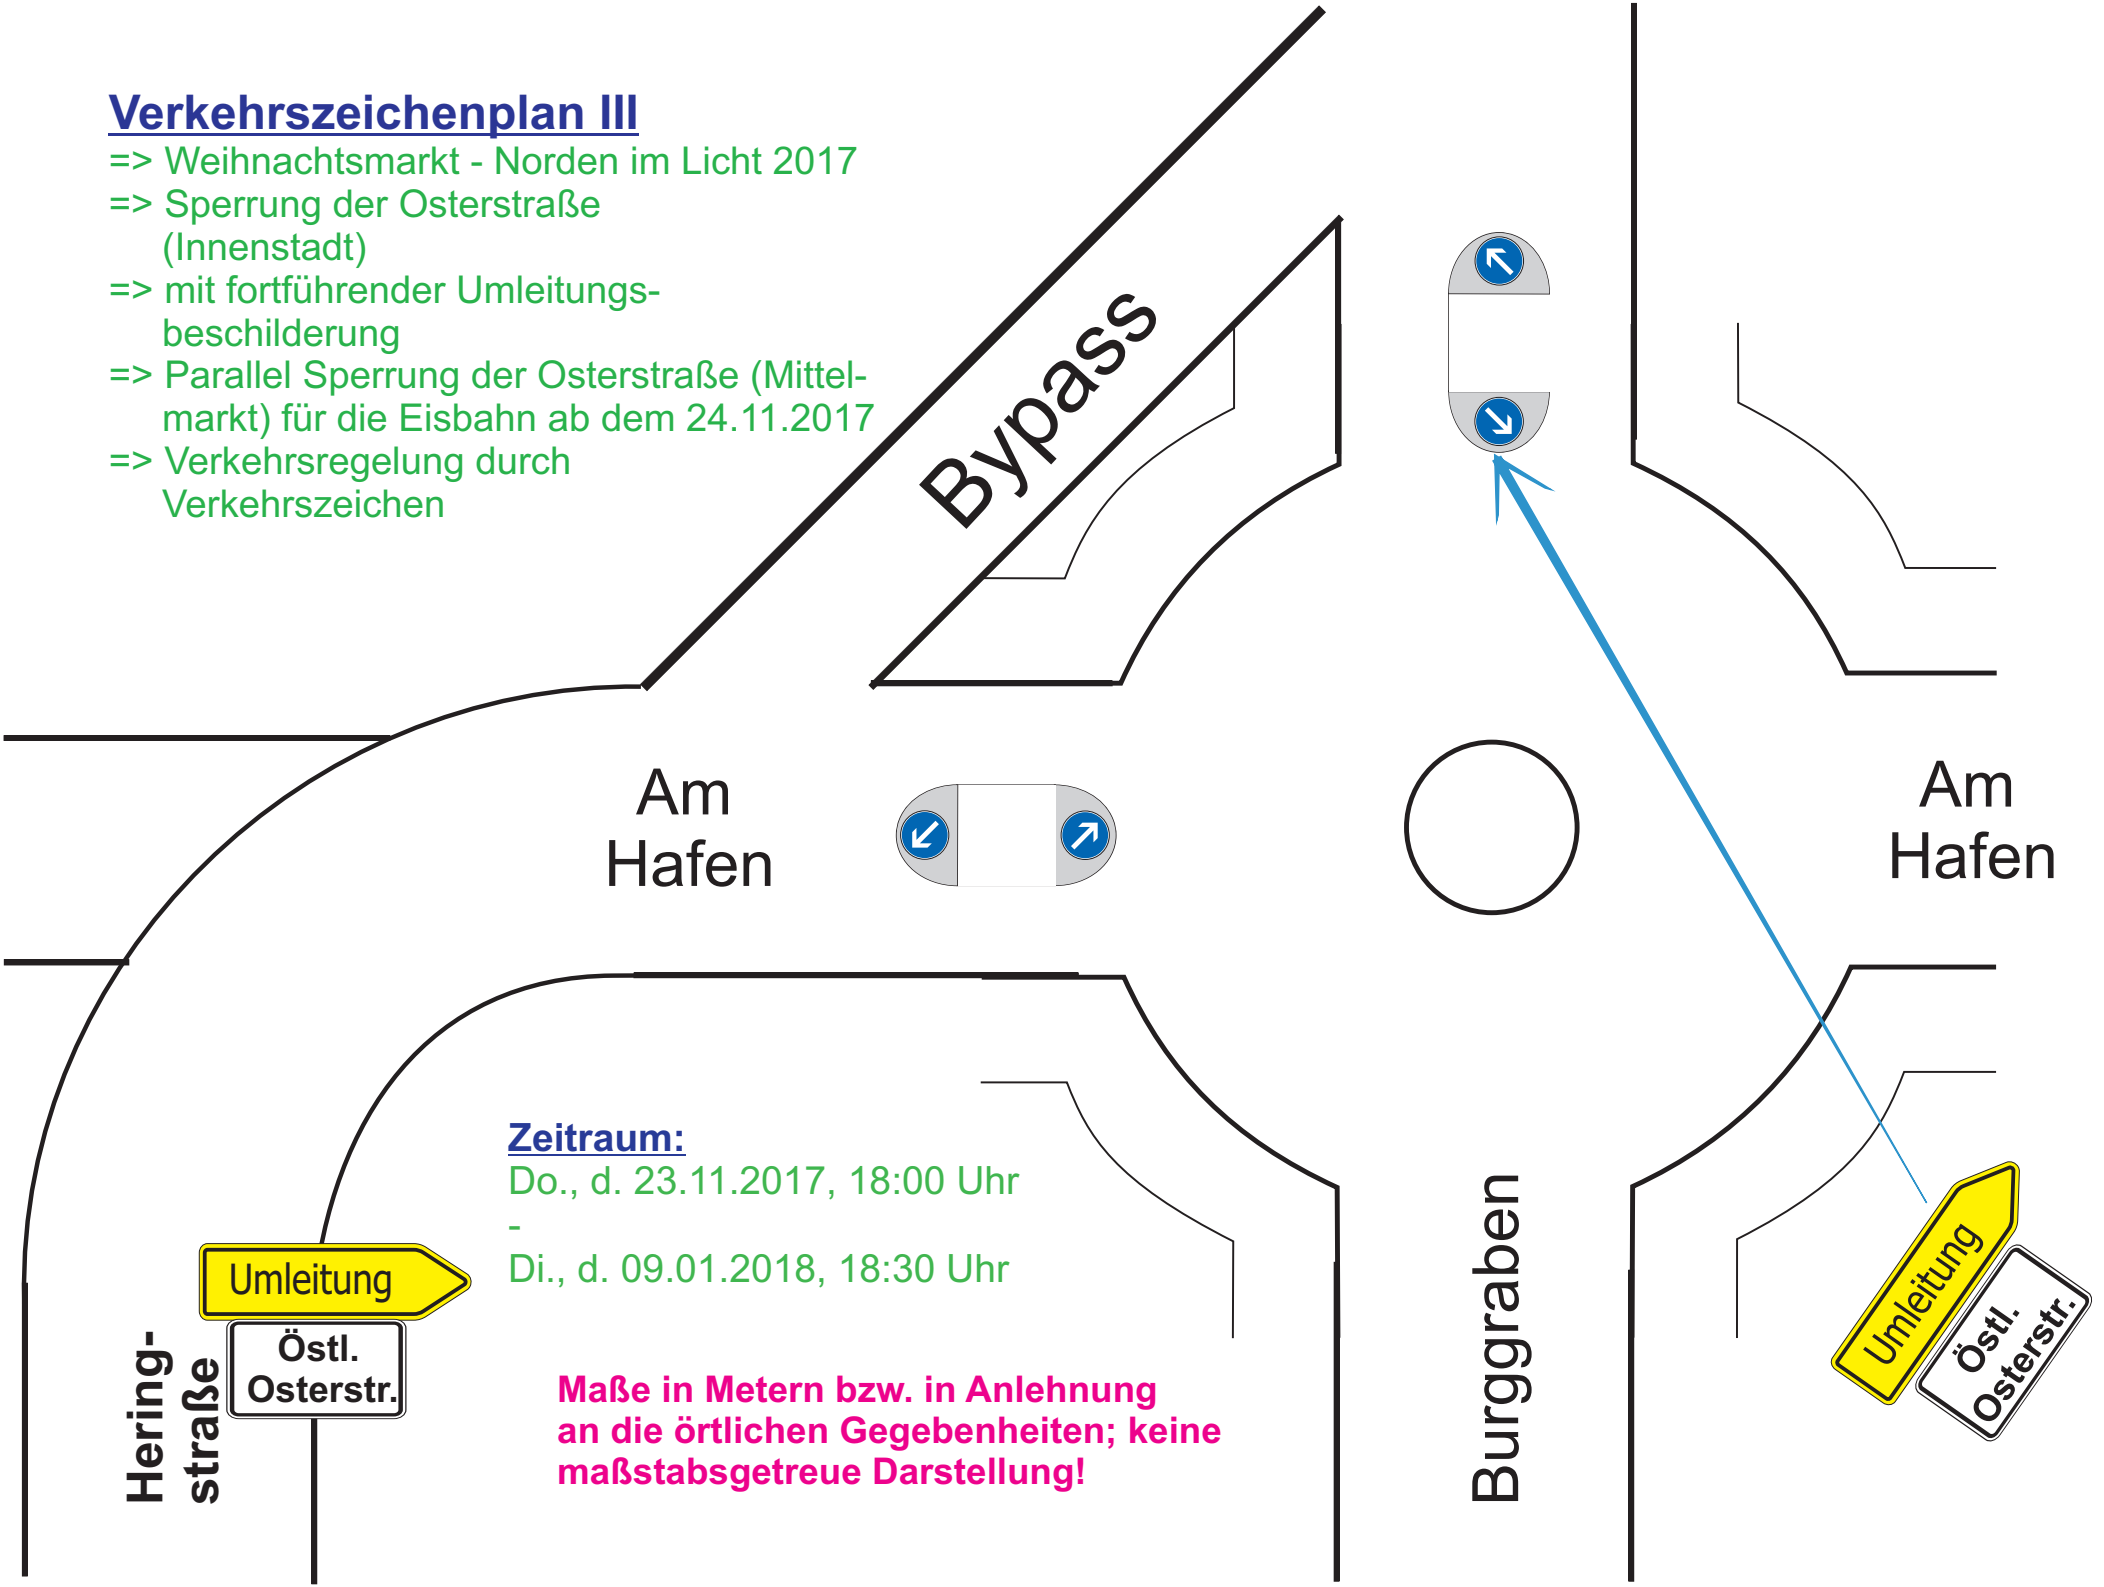 Verkehrszeichenplan III
=> Weihnachtsmarkt - Norden im Licht 2017
=> Sperrung der Osterstraße
(Innenstadt)
=> mit fortführender Umleitungs-
beschilderung
=> Parallel Sperrung der Osterstraße (Mittel-
markt) für die Eisbahn ab dem 24.11.2017
=> Verkehrsregelung durch
Verkehrszeichen
Bypass
Am
Hafen
Am
Hafen
Zeitraum:
Do., d. 23.11.2017, 18:00 Uhr
-
Di., d. 09.01.2018, 18:30 Uhr
Umleitung
Östl.
Osterstr.
Hering-
straße
Maße in Metern bzw. in Anlehnung
an die örtlichen Gegebenheiten; keine
maßstabsgetreue Darstellung!
Burggraben
Umleitung
Östl.
Osterstr.